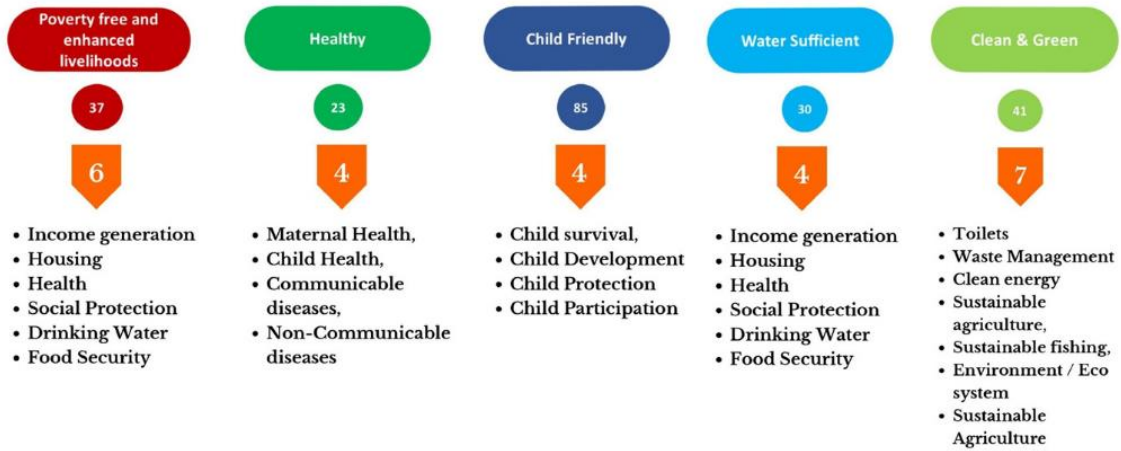 Poverty free and
enhanced
livelihoods
37
6
• Income generation
• Housing
• Health
• Social Protection
• Drinking Water
• Food Security
Healthy
23
4
• Maternal Health,
• Child Health,
• Communicable
diseases,
• Non-Communicable
diseases
Child Friendly
85
4
• Child survival,
• Child Development
• Child Protection
• Child Participation
Water Sufficient
30
4
• Income generation
• Housing
• Health
• Social Protection
• Drinking Water
• Food Security
Clean & Green
41
7
• Toilets
• Waste Management
• Clean energy
• Sustainable
agriculture,
• Sustainable fishing,
• Environment / Eco
system
• Sustainable
Agriculture